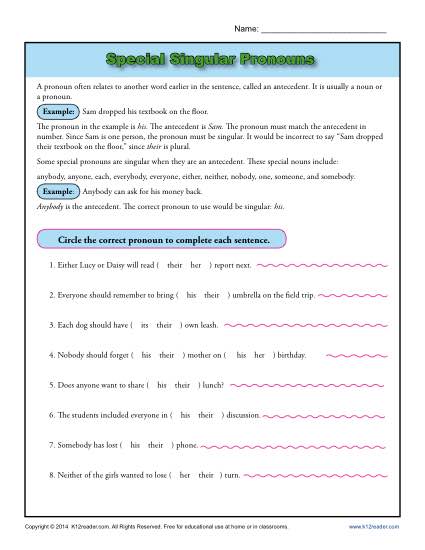 Name: ______________________________
Special Singular Pronouns
A pronoun often relates to another word earlier in the sentence, called an antecedent. It is usually a noun or
a pronoun.
Example: Sam dropped his textbook on the floor.
The pronoun in the example is his. The antecedent is Sam. The pronoun must match the antecedent in
number. Since Sam is one person, the pronoun must be singular. It would be incorrect to say "Sam dropped
their textbook on the floor," since their is plural.
Some special pronouns are singular when they are an antecedent. These special nouns include:
anybody, anyone, each, everybody, everyone, either, neither, nobody, one, someone, and somebody.
Example: Anybody can ask for his money back.
Anybody is the antecedent. The correct pronoun to use would be singular: his.
Circle the correct pronoun to complete each sentence.
1. Either Lucy or Daisy will read ( their her ) report next.
2. Everyone should remember to bring ( his their ) umbrella on the field trip.
3. Each dog should have ( its their ) own leash.
4. Nobody should forget ( his their ) mother on ( his her ) birthday.
5. Does anyone want to share ( his their ) lunch?
6. The students included everyone in ( his their ) discussion.
7. Somebody has lost ( his their ) phone.
8. Neither of the girls wanted to lose ( her their ) turn.
Copyright © 2014 K12reader.com. All Rights Reserved. Free for educational use at home or in classrooms. www.k12reader.com